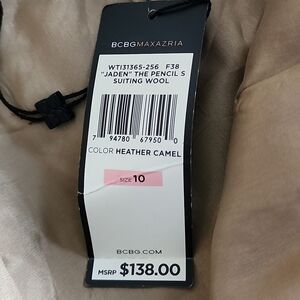 BCBGMAXAZRIA
WTI3136S-256 F38
"JADEN" THE PENCIL S
SUITING WOOL
7 94780 67950 0
COLOR HEATHER CAMEL
SIZE 10
BCBG.COM
MSRP $138.00